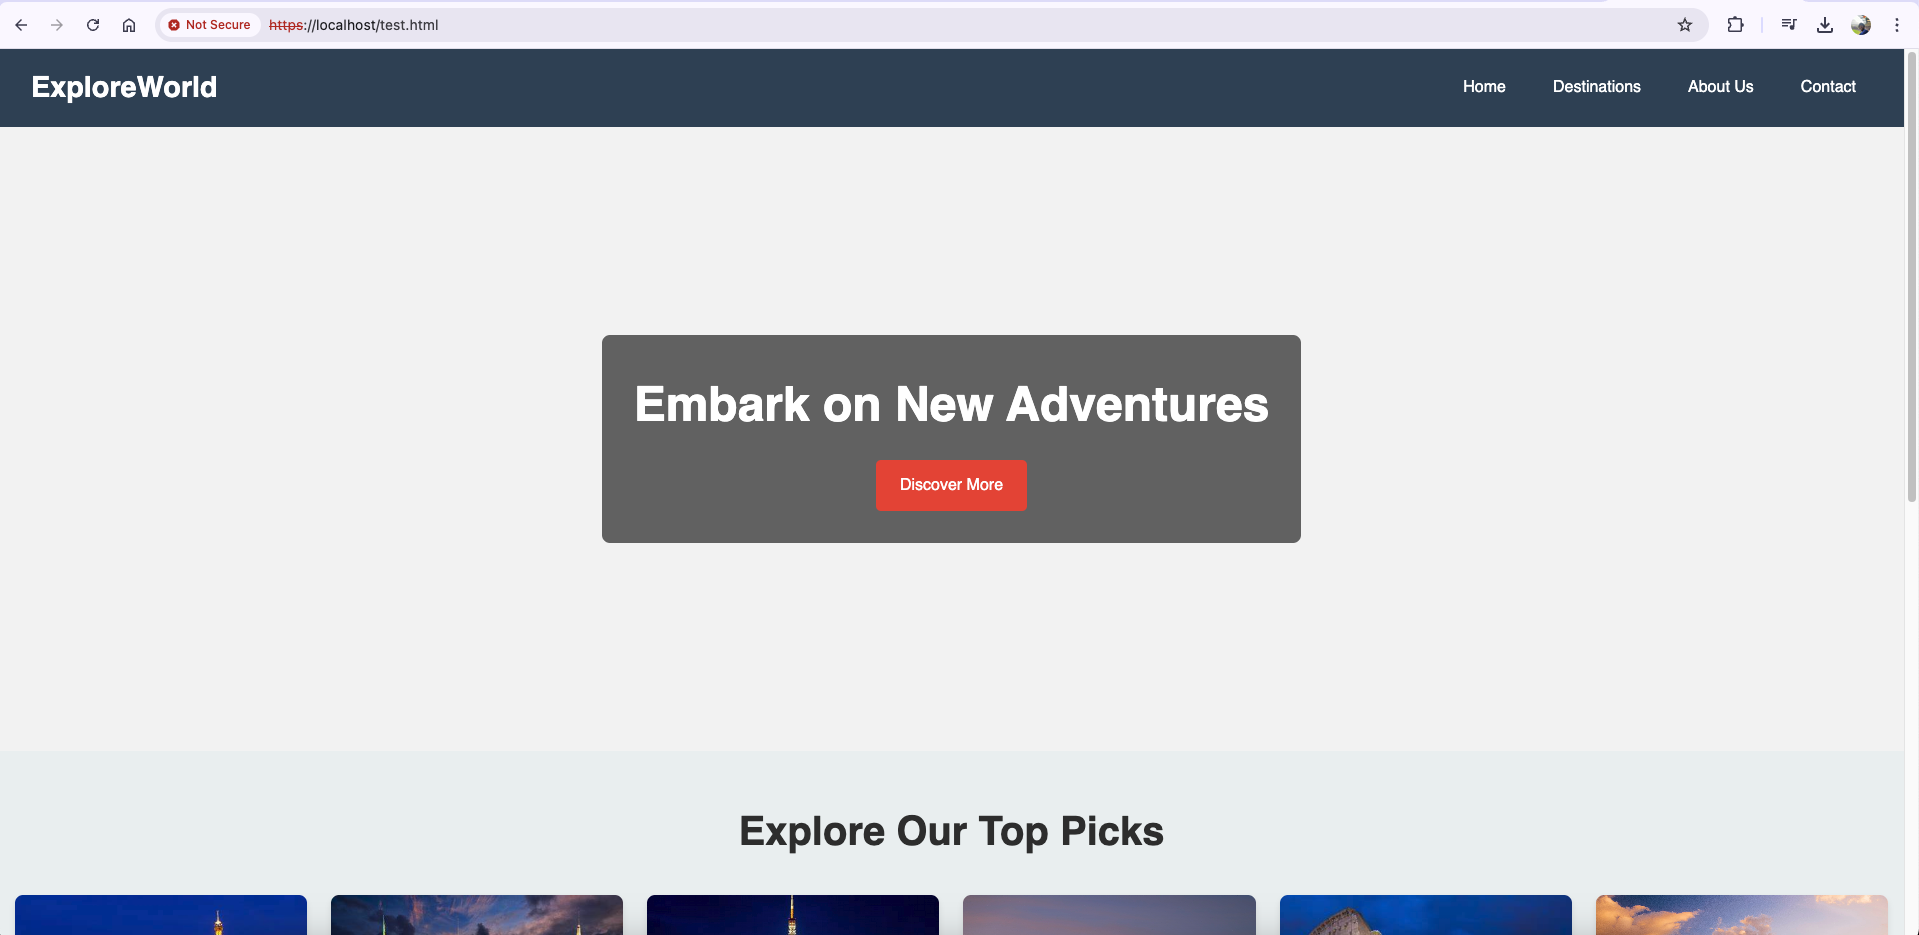 Not Secure https://localhost/test.html
ExploreWorld
Home Destinations About Us Contact
Embark on New Adventures
Discover More
Explore Our Top Picks